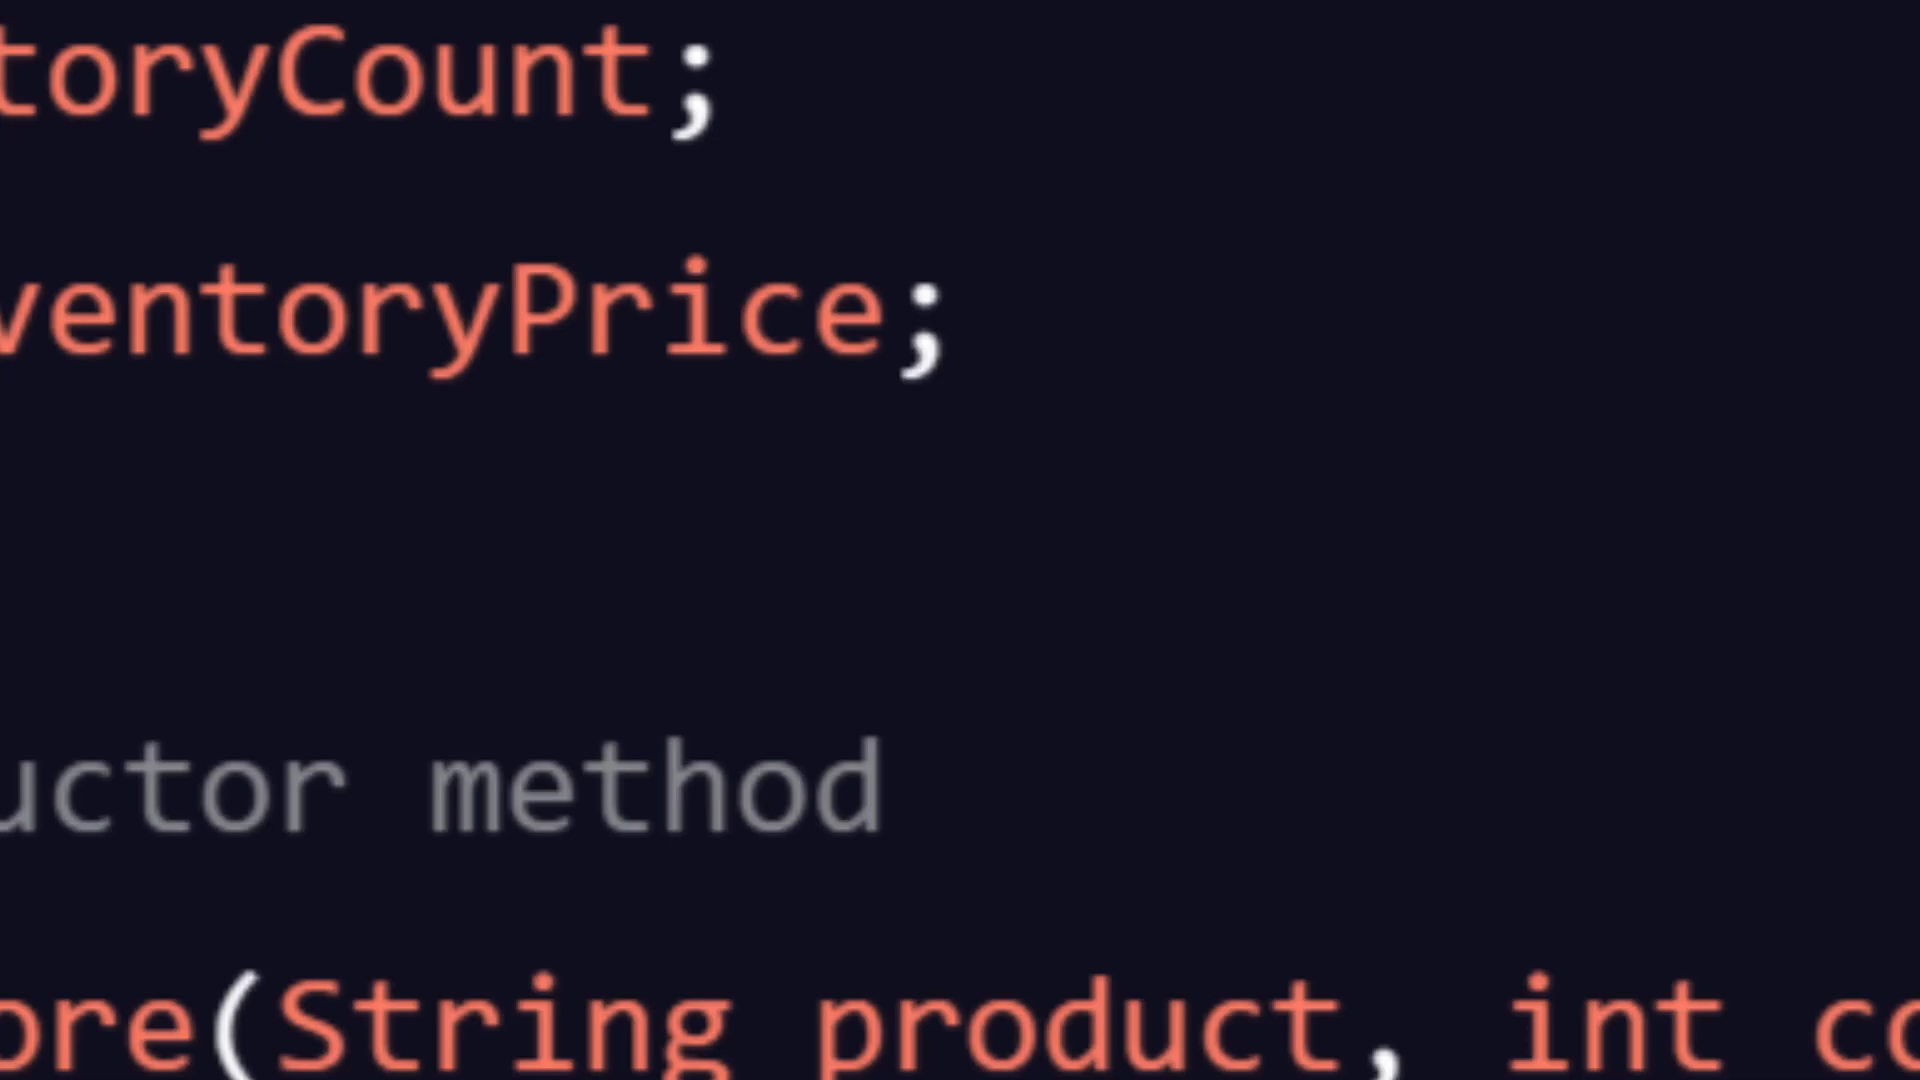 toryCount;
ventoryPrice;
uctor method
ore(String product, int co